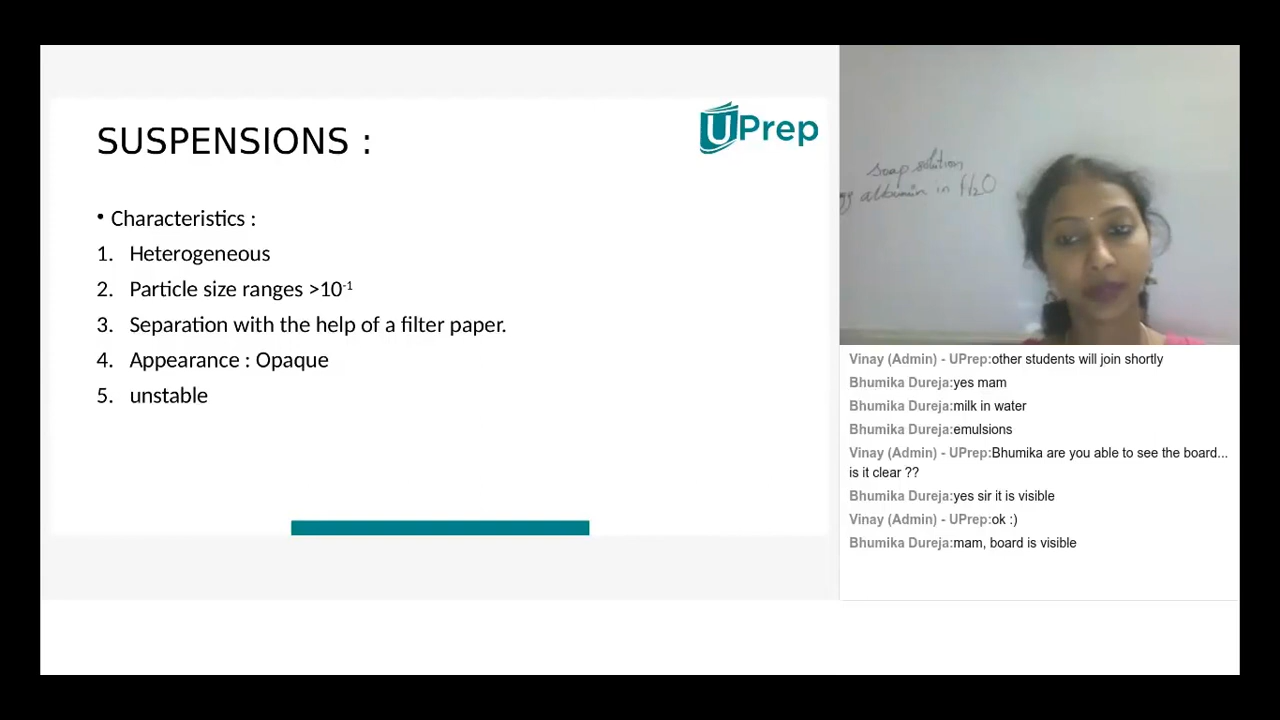 SUSPENSIONS :
UPrep
• Characteristics :
1. Heterogeneous
2. Particle size ranges >10⁻¹
3. Separation with the help of a filter paper.
4. Appearance : Opaque
5. unstable
soap solution,
albumin in H₂O
Vinay (Admin) - UPrep:other students will join shortly
Bhumika Dureja:yes mam
Bhumika Dureja:milk in water
Bhumika Dureja:emulsions
Vinay (Admin) - UPrep:Bhumika are you able to see the board...
is it clear ??
Bhumika Dureja:yes sir it is visible
Vinay (Admin) - UPrep:ok :)
Bhumika Dureja:mam, board is visible